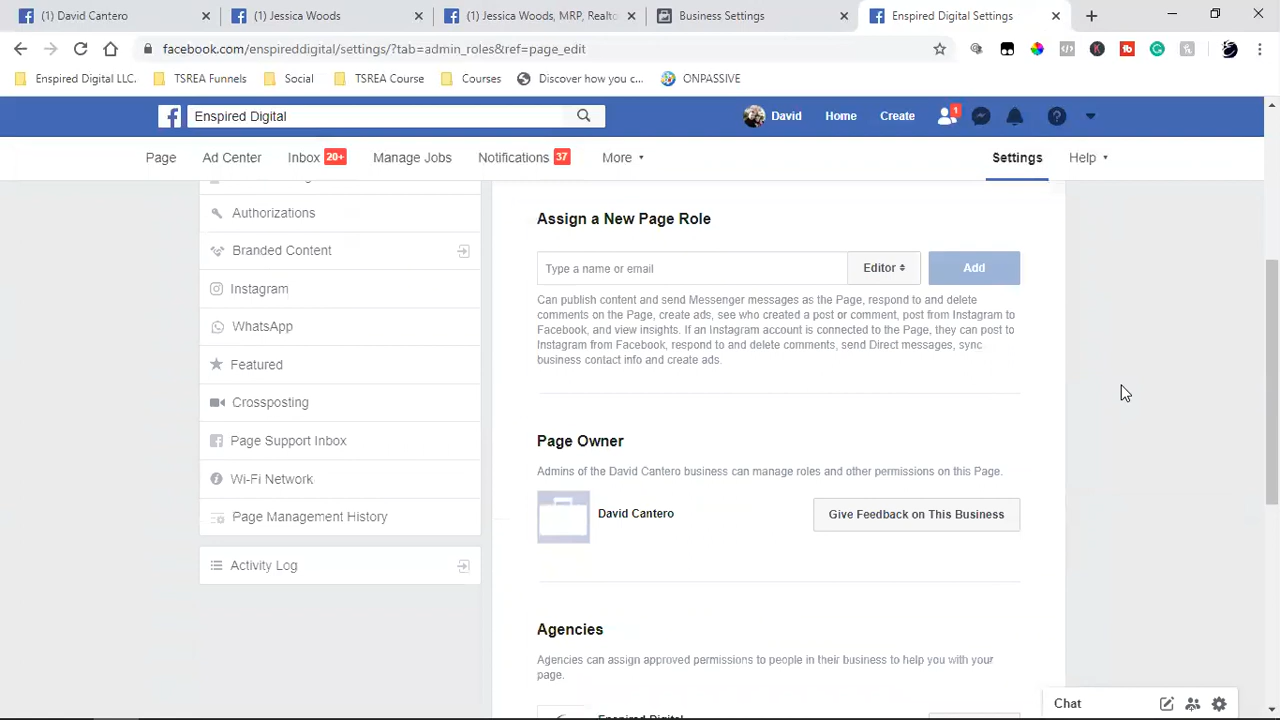 (1) David Cantero
(1) Jessica Woods
(1) Jessica Woods, MRP, Realto
Business Settings
Enspired Digital Settings
facebook.com/enspireddigital/settings/?tab=admin_roles&ref=page_edit
Enspired Digital LLC.
TSREA Funnels
Social
TSREA Course
Courses
Discover how you c...
ONPASSIVE
Enspired Digital
David
Home
Create
1
Page
Ad Center
Inbox 20+
Manage Jobs
Notifications 37
More
Settings
Help
Authorizations
Branded Content
Instagram
WhatsApp
Featured
Crossposting
Page Support Inbox
Wi-Fi Network
Page Management History
Activity Log
Assign a New Page Role
Type a name or email
Editor
Add
Can publish content and send Messenger messages as the Page, respond to and delete
comments on the Page, create ads, see who created a post or comment, post from Instagram to
Facebook, and view insights. If an Instagram account is connected to the Page, they can post to
Instagram from Facebook, respond to and delete comments, send Direct messages, sync
business contact info and create ads.
Page Owner
Admins of the David Cantero business can manage roles and other permissions on this Page.
David Cantero
Give Feedback on This Business
Agencies
Agencies can assign approved permissions to people in their business to help you with your
page.
Enspired Digital
Chat